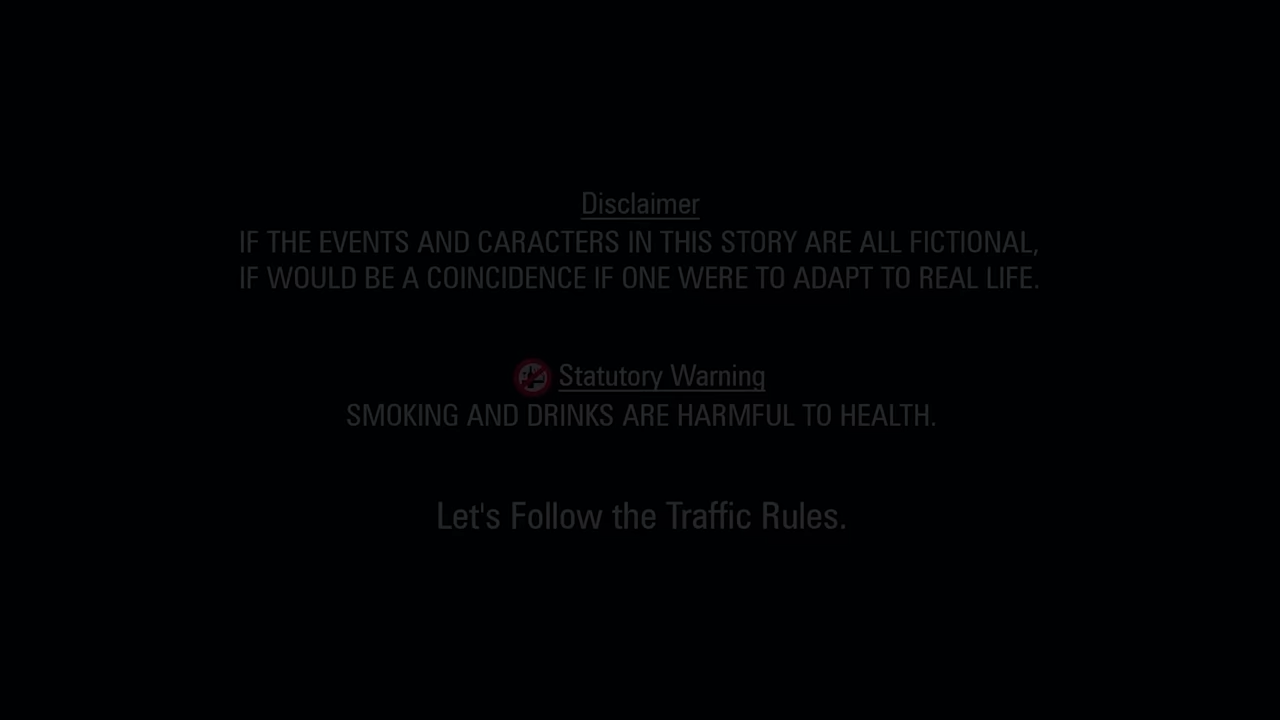 Disclaimer
IF THE EVENTS AND CARACTERS IN THIS STORY ARE ALL FICTIONAL,
IF WOULD BE A COINCIDENCE IF ONE WERE TO ADAPT TO REAL LIFE.
Statutory Warning
SMOKING AND DRINKS ARE HARMFUL TO HEALTH.
Let's Follow the Traffic Rules.